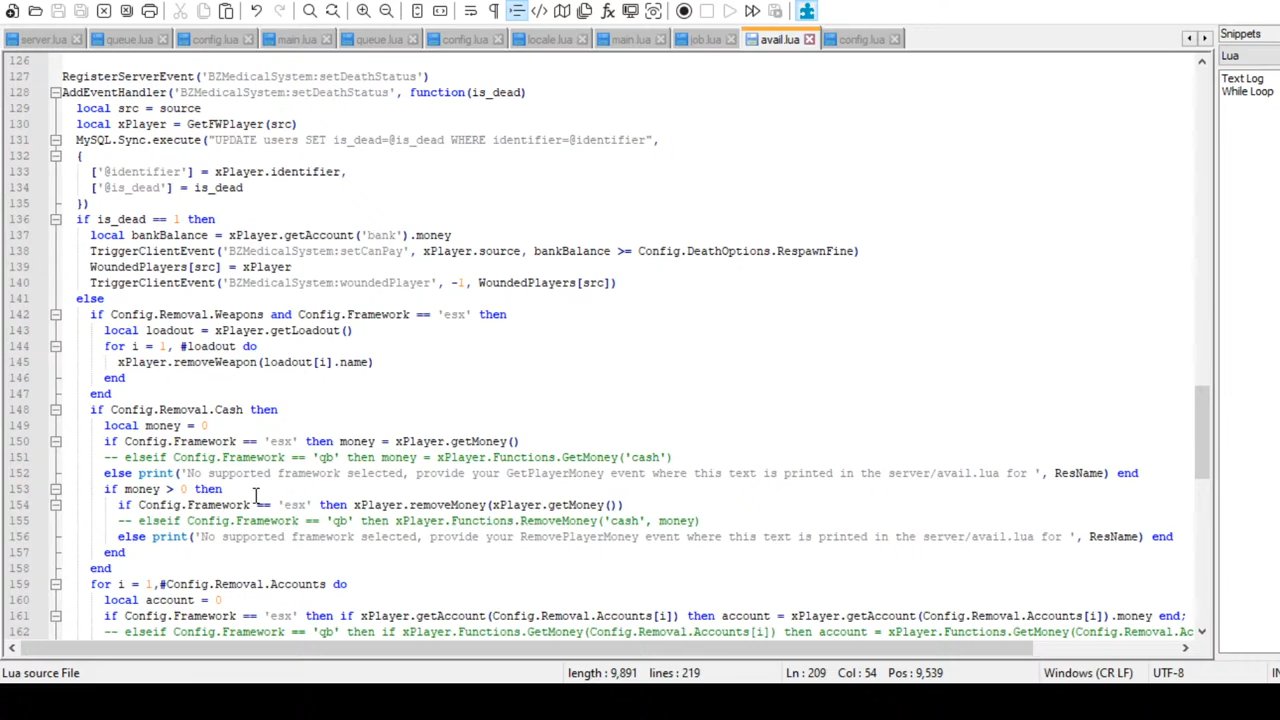 server.lua queue.lua config.lua main.lua queue.lua config.lua locale.lua main.lua job.lua avail.lua config.lua
Snippets
Lua
Text Log
While Loop
126
127 RegisterServerEvent('BZMedicalSystem:setDeathStatus')
128 AddEventHandler('BZMedicalSystem:setDeathStatus', function(is_dead)
129 local src = source
130 local xPlayer = GetFWPlayer(src)
131 MySQL.Sync.execute("UPDATE users SET is_dead=@is_dead WHERE identifier=@identifier",
132 {
133 ['@identifier'] = xPlayer.identifier,
134 ['@is_dead'] = is_dead
135 })
136 if is_dead == 1 then
137 local bankBalance = xPlayer.getAccount('bank').money
138 TriggerClientEvent('BZMedicalSystem:setCanPay', xPlayer.source, bankBalance >= Config.DeathOptions.RespawnFine)
139 WoundedPlayers[src] = xPlayer
140 TriggerClientEvent('BZMedicalSystem:woundedPlayer', -1, WoundedPlayers[src])
141 else
142 if Config.Removal.Weapons and Config.Framework == 'esx' then
143 local loadout = xPlayer.getLoadout()
144 for i = 1, #loadout do
145 xPlayer.removeWeapon(loadout[i].name)
146 end
147 end
148 if Config.Removal.Cash then
149 local money = 0
150 if Config.Framework == 'esx' then money = xPlayer.getMoney()
151 -- elseif Config.Framework == 'qb' then money = xPlayer.Functions.GetMoney('cash')
152 else print('No supported framework selected, provide your GetPlayerMoney event where this text is printed in the server/avail.lua for ', ResName) end
153 if money > 0 then
154 if Config.Framework == 'esx' then xPlayer.removeMoney(xPlayer.getMoney())
155 -- elseif Config.Framework == 'qb' then xPlayer.Functions.RemoveMoney('cash', money)
156 else print('No supported framework selected, provide your RemovePlayerMoney event where this text is printed in the server/avail.lua for ', ResName) end
157 end
158 end
159 for i = 1,#Config.Removal.Accounts do
160 local account = 0
161 if Config.Framework == 'esx' then if xPlayer.getAccount(Config.Removal.Accounts[i]) then account = xPlayer.getAccount(Config.Removal.Accounts[i]).money end;
162 -- elseif Config.Framework == 'qb' then if xPlayer.Functions.GetMoney(Config.Removal.Accounts[i]) then account = xPlayer.Functions.GetMoney(Config.Removal.Ac
Lua source File length : 9,891 lines : 219 Ln : 209 Col : 54 Pos : 9,539 Windows (CR LF) UTF-8 IN